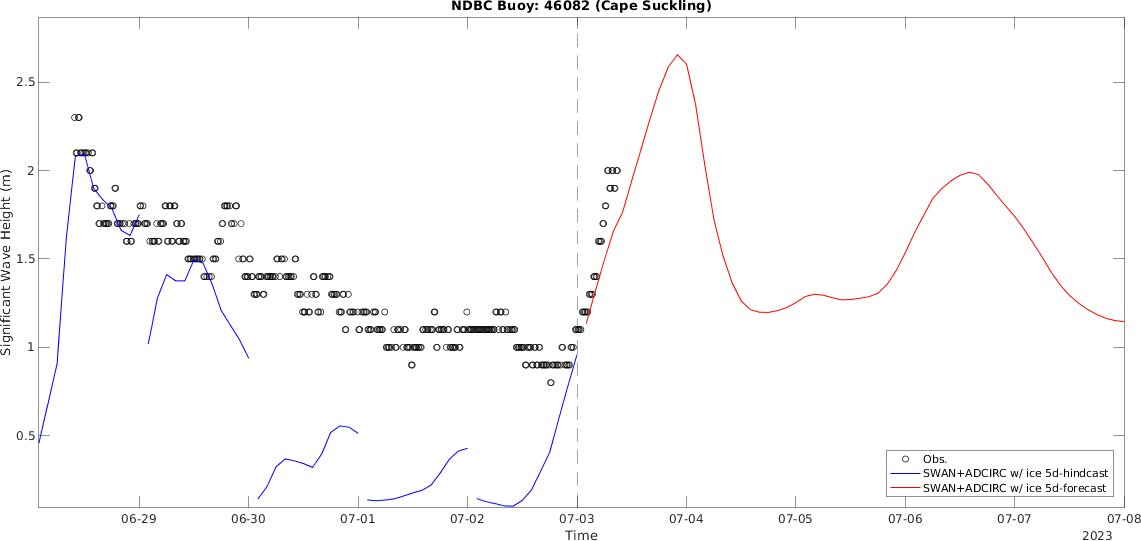 NDBC Buoy: 46082 (Cape Suckling)
Significant Wave Height (m)
2.5
2
1.5
1
0.5
Obs.
SWAN+ADCIRC w/ ice 5d-hindcast
SWAN+ADCIRC w/ ice 5d-forecast
06-29 06-30 07-01 07-02 07-03 07-04 07-05 07-06 07-07 07-08
Time
2023